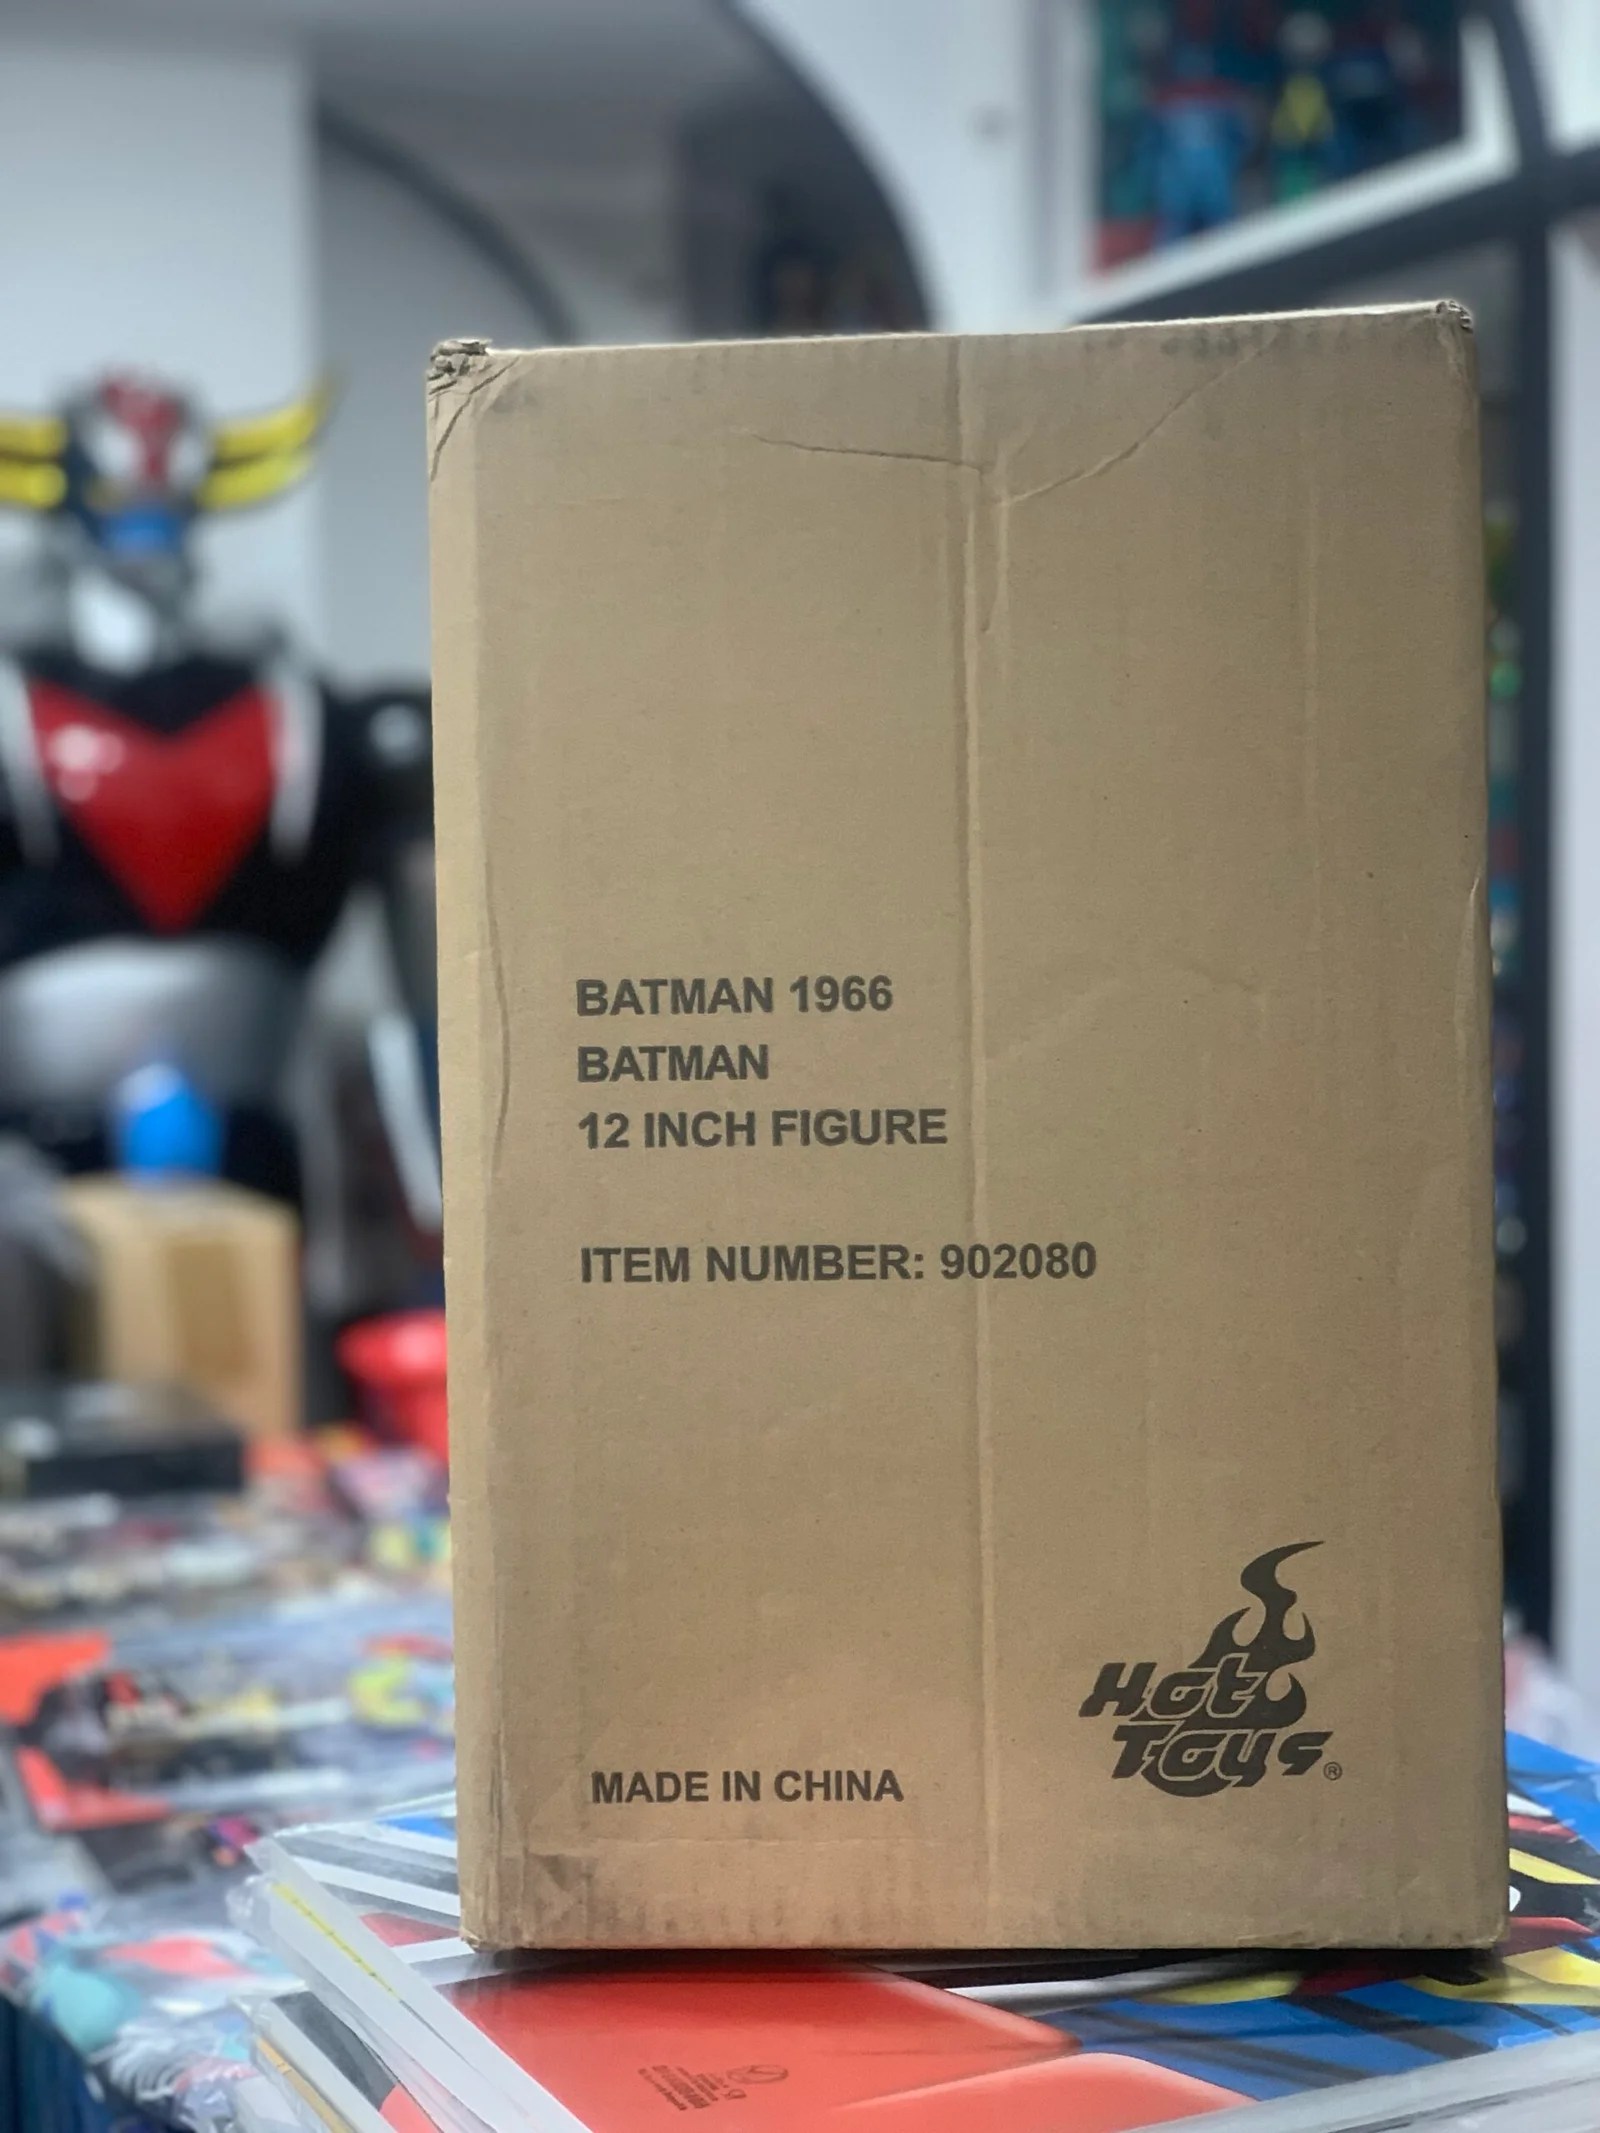 BATMAN 1966
BATMAN
12 INCH FIGURE
ITEM NUMBER: 902080
Hot
Toys®
MADE IN CHINA